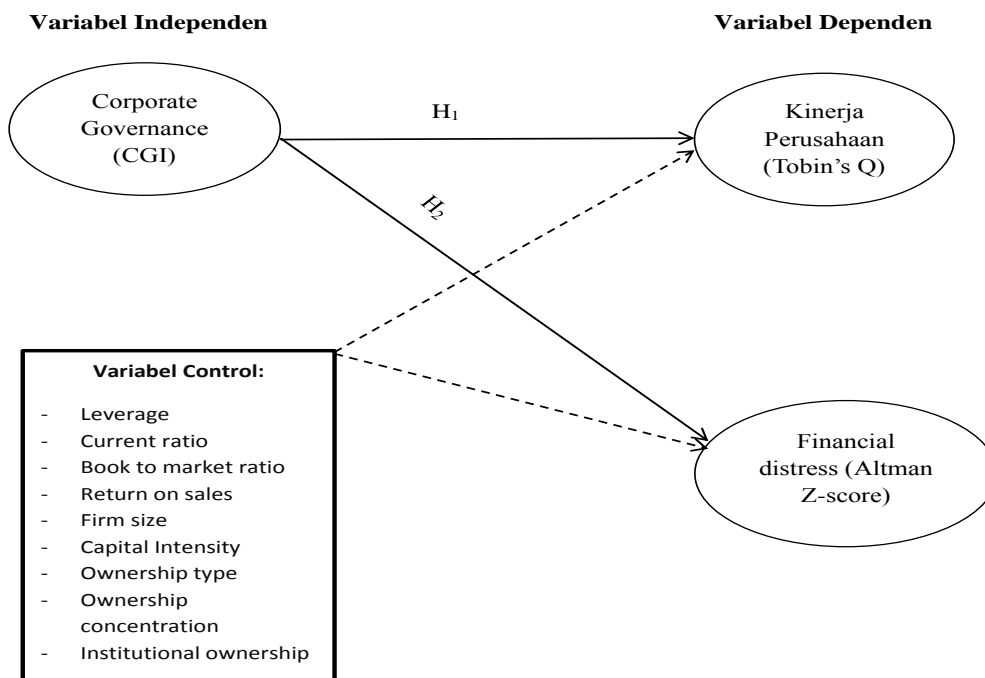 Variabel Independen
Variabel Dependen
Corporate
Governance
(CGI)
H₁
Kinerja
Perusahaan
(Tobin’s Q)
H₂
Variabel Control:
- Leverage
- Current ratio
- Book to market ratio
- Return on sales
- Firm size
- Capital Intensity
- Ownership type
- Ownership
concentration
- Institutional ownership
Financial
distress (Altman
Z-score)